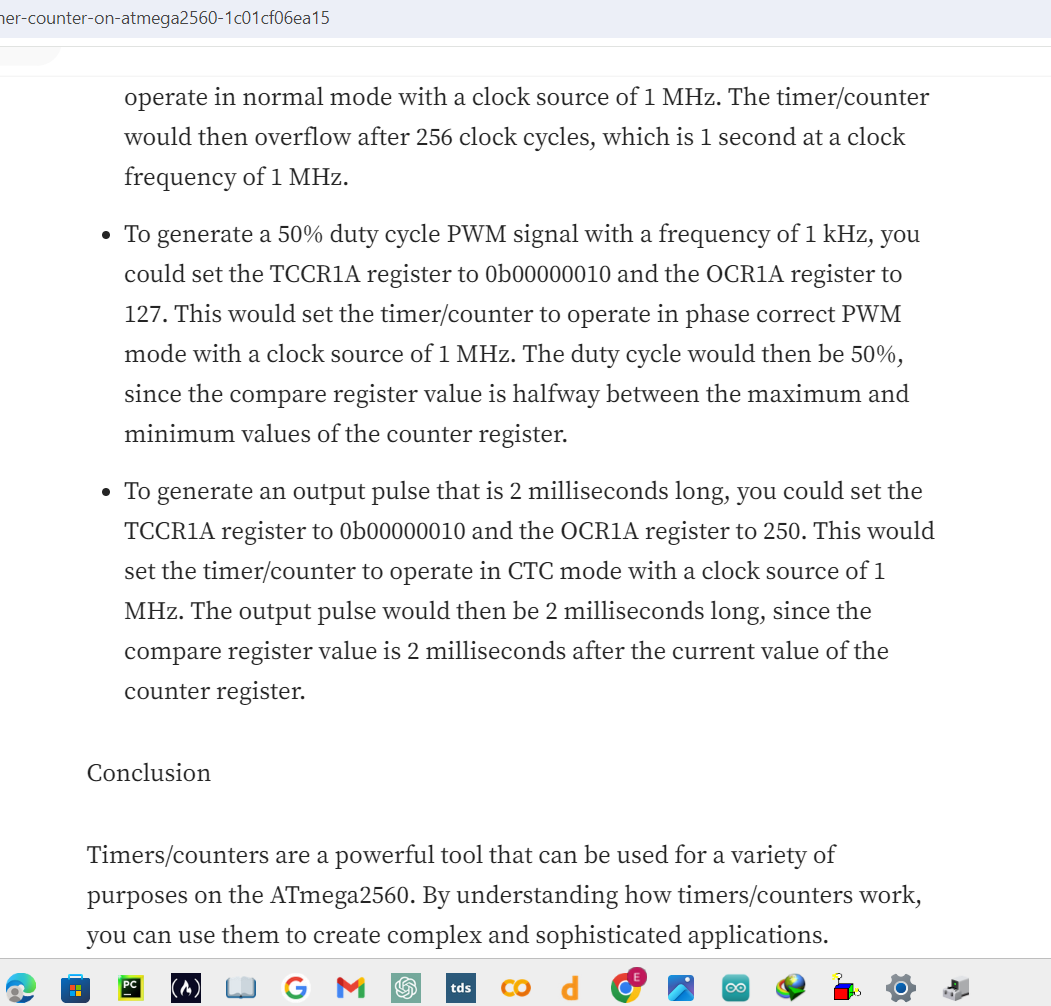 ner-counter-on-atmega2560-1c01cf06ea15
operate in normal mode with a clock source of 1 MHz. The timer/counter
would then overflow after 256 clock cycles, which is 1 second at a clock
frequency of 1 MHz.
• To generate a 50% duty cycle PWM signal with a frequency of 1 kHz, you
could set the TCCR1A register to 0b00000010 and the OCR1A register to
127. This would set the timer/counter to operate in phase correct PWM
mode with a clock source of 1 MHz. The duty cycle would then be 50%,
since the compare register value is halfway between the maximum and
minimum values of the counter register.
• To generate an output pulse that is 2 milliseconds long, you could set the
TCCR1A register to 0b00000010 and the OCR1A register to 250. This would
set the timer/counter to operate in CTC mode with a clock source of 1
MHz. The output pulse would then be 2 milliseconds long, since the
compare register value is 2 milliseconds after the current value of the
counter register.
Conclusion
Timers/counters are a powerful tool that can be used for a variety of
purposes on the ATmega2560. By understanding how timers/counters work,
you can use them to create complex and sophisticated applications.
PC G M tds CO d E